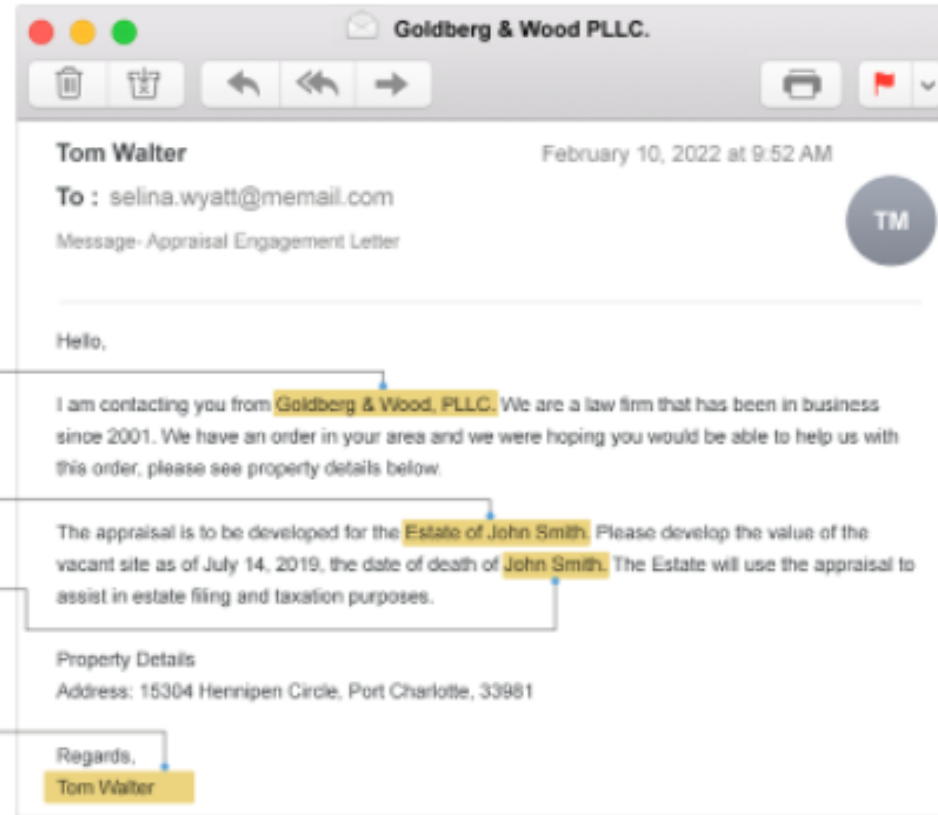 Goldberg & Wood PLLC.
Tom Walter
February 10, 2022 at 9:52 AM
To : selina.wyatt@memail.com
TM
Message- Appraisal Engagement Letter
Hello,
I am contacting you from Goldberg & Wood, PLLC. We are a law firm that has been in business
since 2001. We have an order in your area and we were hoping you would be able to help us with
this order, please see property details below.
The appraisal is to be developed for the Estate of John Smith. Please develop the value of the
vacant site as of July 14, 2019, the date of death of John Smith. The Estate will use the appraisal to
assist in estate filing and taxation purposes.
Property Details
Address: 15304 Hennipen Circle, Port Charlotte, 33981
Regards,
Tom Walter